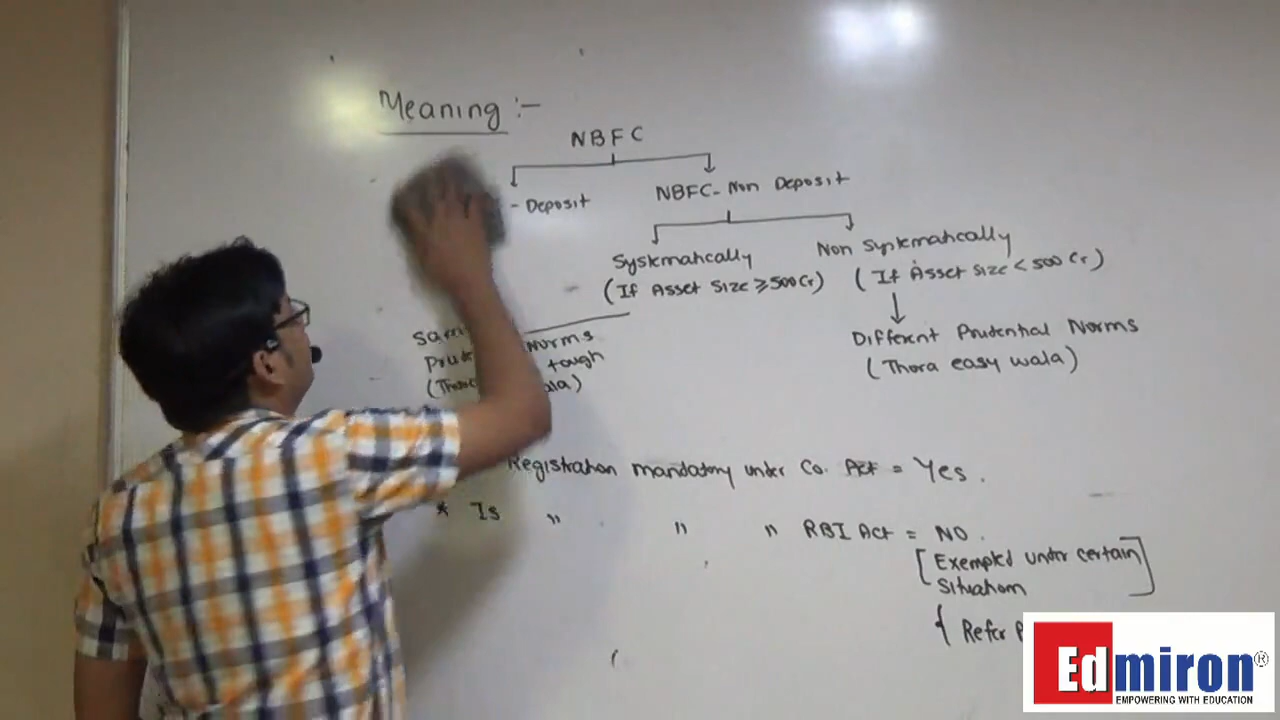 Meaning :-
NBFC
- Deposit
NBFC - Non Deposit
Systematically
(If Asset Size ≥ 500 Cr)
Non Systematically
(If Asset Size < 500 Cr)
Norms
tough
Different Prudential Norms
(Thora easy wala)
Registration mandatory under Co. Act = Yes.
* Is " " " RBI Act = NO.
[Exempted under certain
Situation]
{ Refer
Edmiron®
EMPOWERING WITH EDUCATION